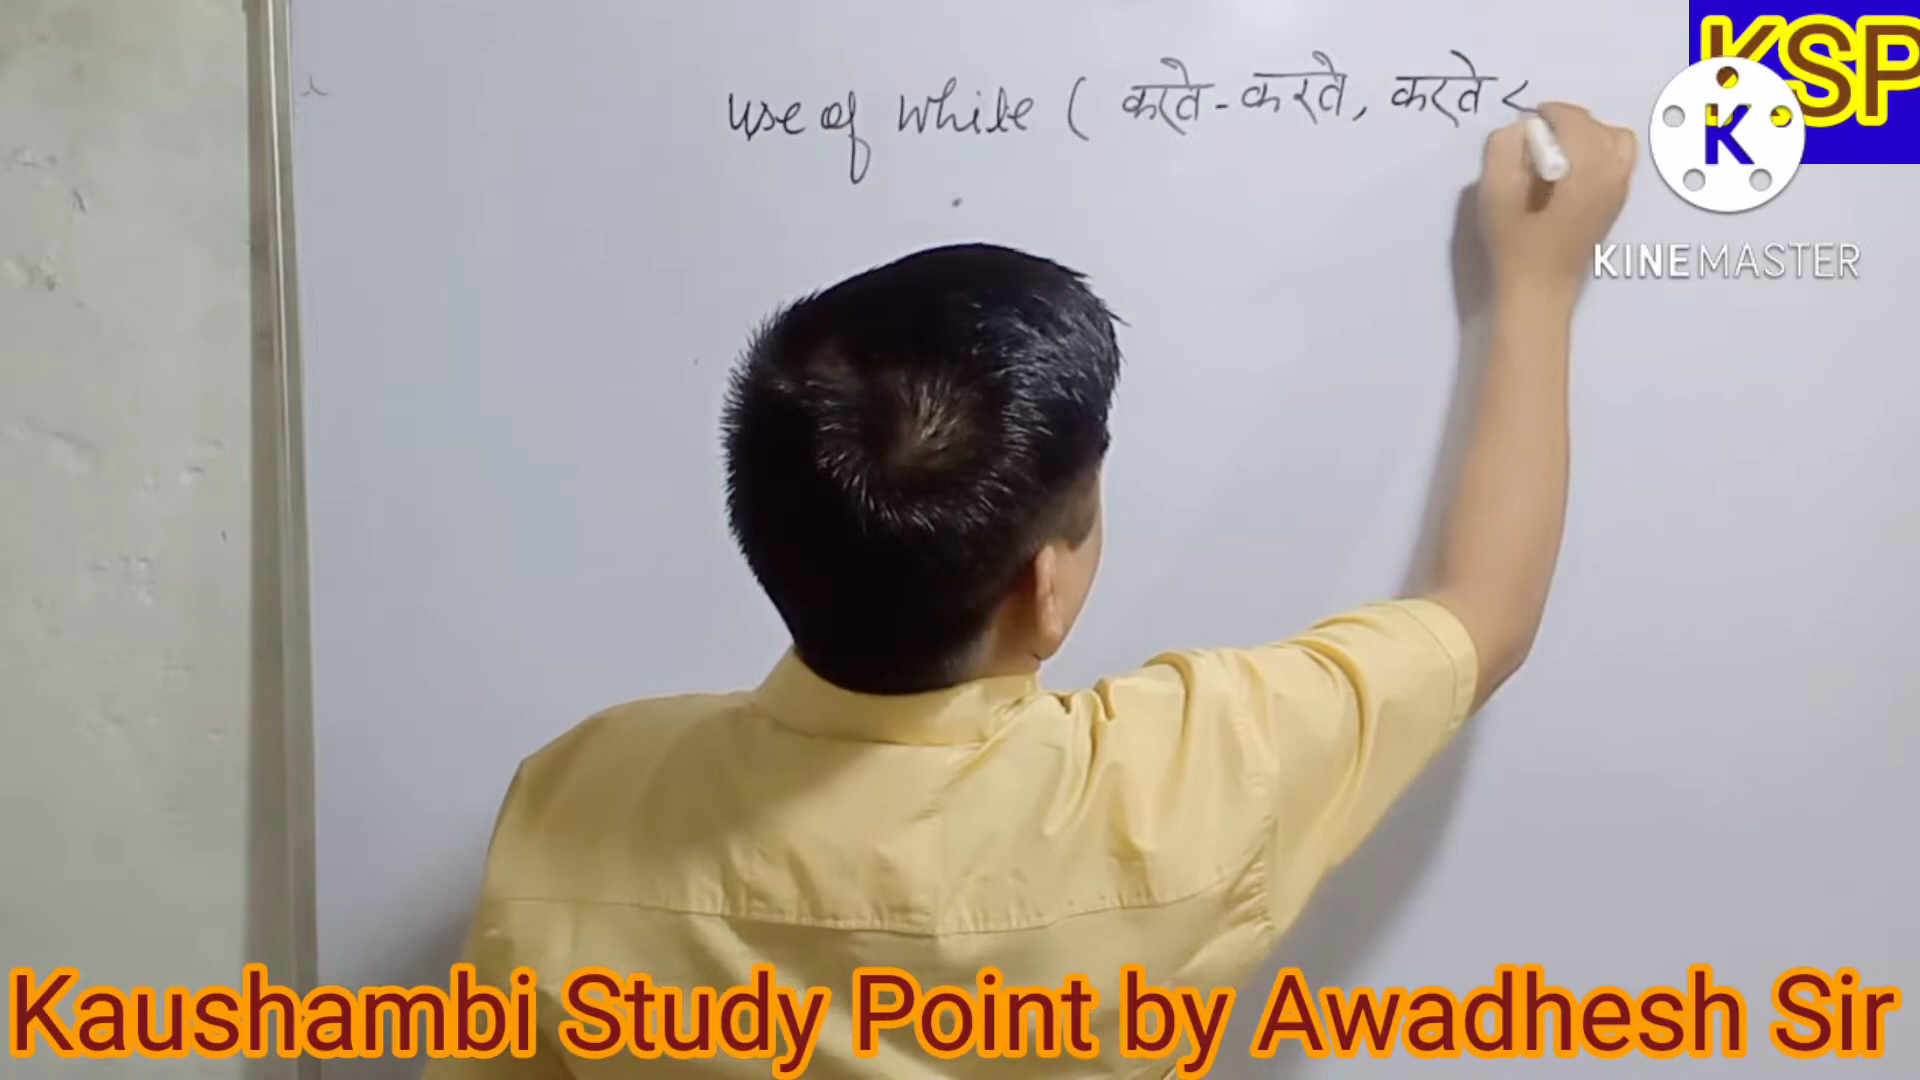 use of while ( करते-करते, करते
KSP
K
KINEMASTER
Kaushambi Study Point by Awadhesh Sir